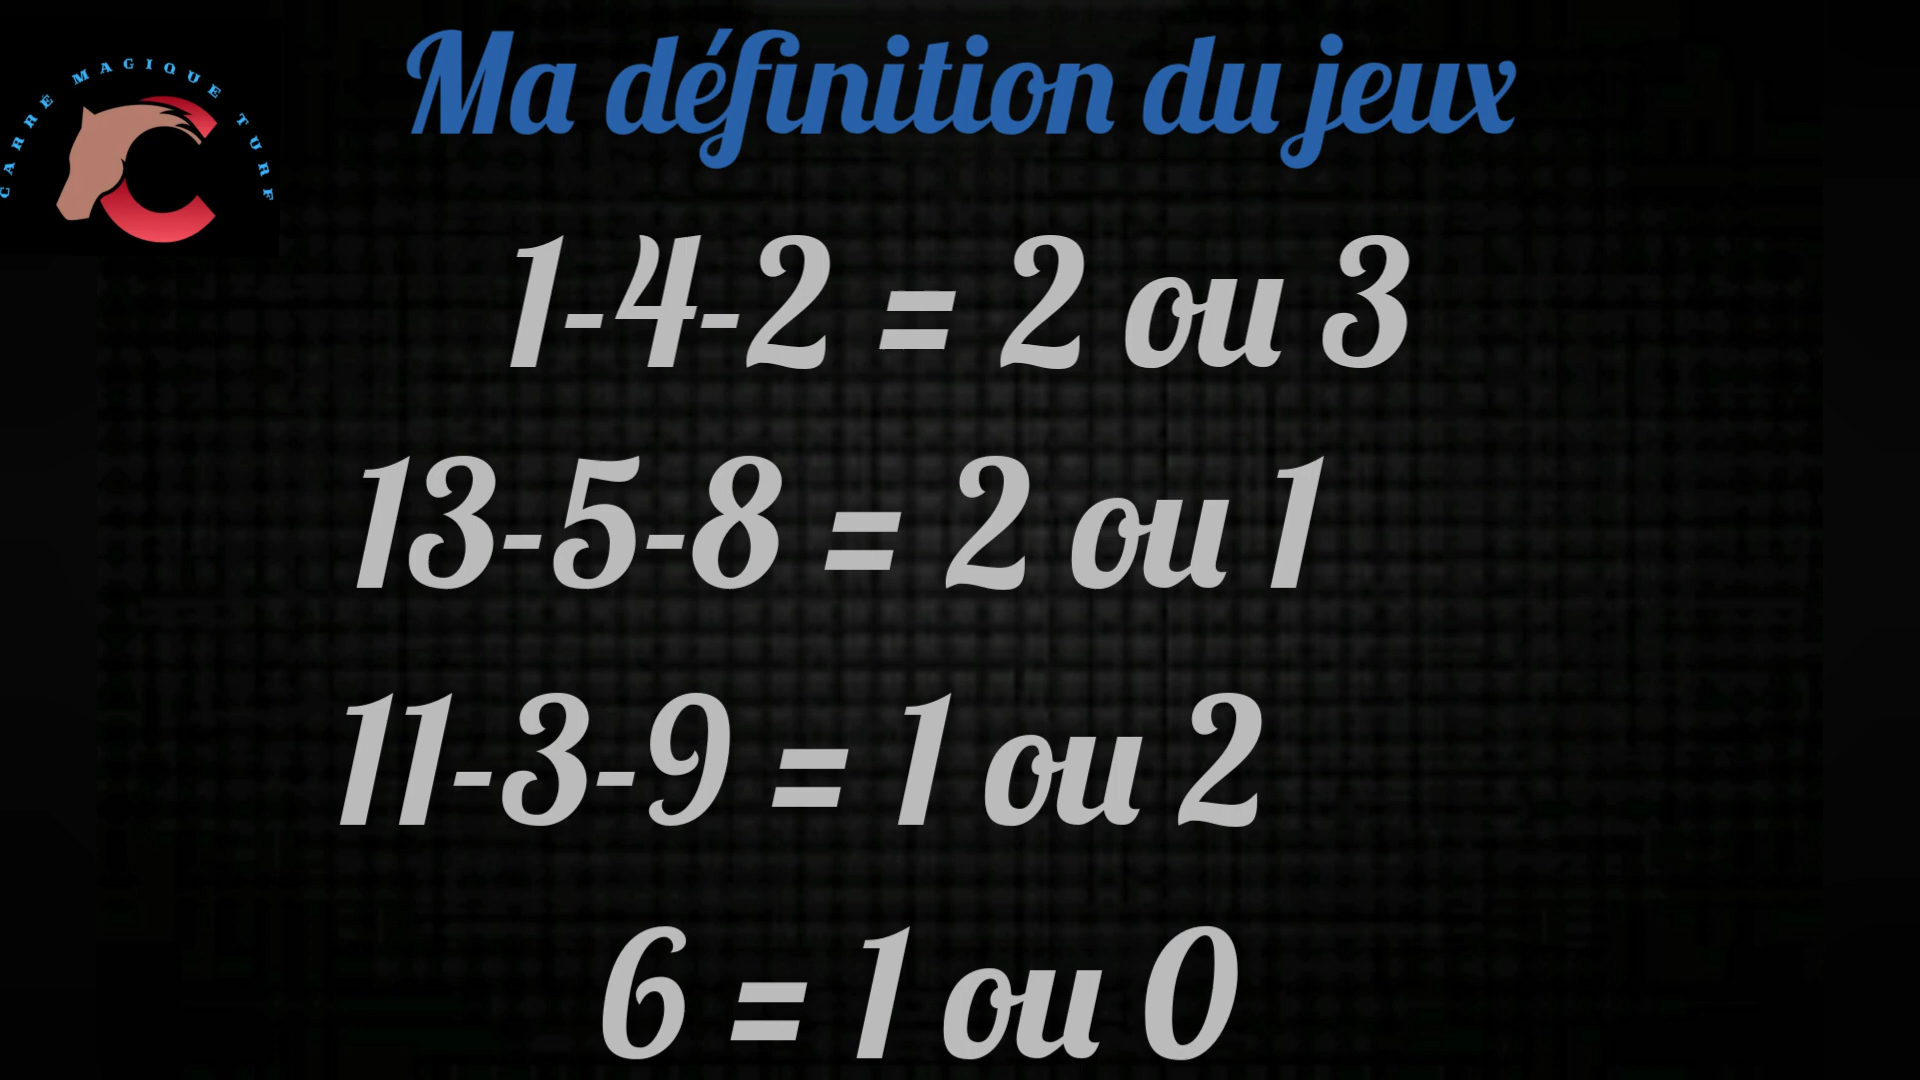 CARRÉ MAGIQUE TURF
Ma définition du jeux
1-4-2 = 2 ou 3
13-5-8 = 2 ou 1
11-3-9 = 1 ou 2
6 = 1 ou 0